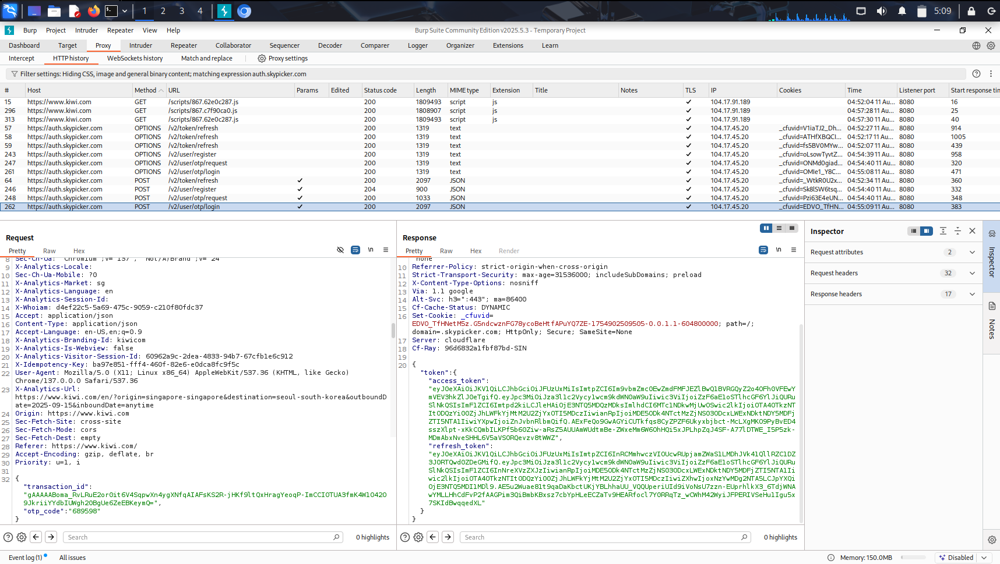 1 2 3 4 5:09
Burp Project Intruder Repeater View Help Burp Suite Community Edition v2025.5.3 - Temporary Project
Dashboard Target Proxy Intruder Repeater Collaborator Sequencer Decoder Comparer Logger Organizer Extensions Learn
Intercept HTTP history WebSockets history Match and replace Proxy settings
Filter settings: Hiding CSS, image and general binary content; matching expression auth.skypicker.com
# Host Method URL Params Edited Status code Length MIME type Extension Title Notes TLS IP Cookies Time Listener port Start response tin
15 https://www.kiwi.com GET /scripts/867.62e0c287.js 200 1809493 script js ✓ 104.17.91.189 04:52:04 11 Au... 8080 16
296 https://www.kiwi.com GET /scripts/867.c7f90ca0.js 200 1808907 script js ✓ 104.17.91.189 04:57:28 11 Au... 8080 25
313 https://www.kiwi.com GET /scripts/867.62e0c287.js 200 1809493 script js ✓ 104.17.91.189 04:57:30 11 Au... 8080 40
57 https://auth.skypicker.com OPTIONS /v2/token/refresh 200 1319 text ✓ 104.17.45.20 _cfuvid=V1iaTJ2_Dh... 04:52:27 11 Au... 8080 914
58 https://auth.skypicker.com OPTIONS /v2/token/refresh 200 1319 text ✓ 104.17.45.20 _cfuvid=ATHfXBQCI... 04:52:17 11 Au... 8080 1005
59 https://auth.skypicker.com OPTIONS /v2/token/refresh 200 1319 text ✓ 104.17.45.20 _cfuvid=fs5BV0MYw... 04:52:07 11 Au... 8080 439
243 https://auth.skypicker.com OPTIONS /v2/user/register 200 1319 text ✓ 104.17.45.20 _cfuvid=oLsowTyvtZ... 04:54:39 11 Au... 8080 958
247 https://auth.skypicker.com OPTIONS /v2/user/otp/request 200 1319 text ✓ 104.17.45.20 _cfuvid=ONMd0giad... 04:54:40 11 Au... 8080 320
261 https://auth.skypicker.com OPTIONS /v2/user/otp/login 200 1319 text ✓ 104.17.45.20 _cfuvid=OMIe1_Y8C... 04:55:08 11 Au... 8080 471
64 https://auth.skypicker.com POST /v2/token/refresh ✓ 200 2097 JSON ✓ 104.17.45.20 _cfuvid=_WtkR0U2x... 04:52:34 11 Au... 8080 360
246 https://auth.skypicker.com POST /v2/user/register ✓ 204 900 JSON ✓ 104.17.45.20 _cfuvid=Sk8lSW6tsq... 04:54:40 11 Au... 8080 332
248 https://auth.skypicker.com POST /v2/user/otp/request ✓ 200 1033 JSON ✓ 104.17.45.20 _cfuvid=Pzi63E4eUN... 04:54:40 11 Au... 8080 348
262 https://auth.skypicker.com POST /v2/user/otp/login ✓ 200 2097 JSON ✓ 104.17.45.20 _cfuvid=EDVO_TfHN... 04:55:09 11 Au... 8080 383
Request
Pretty Raw Hex \n
8 Sec-Ch-Ua: "Chromium";v="137", "Not/A)Brand";v="24"
9 X-Analytics-Locale:
10 Sec-Ch-Ua-Mobile: ?0
11 X-Analytics-Market: sg
12 X-Analytics-Language: en
13 X-Analytics-Session-Id:
14 X-Whoiam: d4ef22c5-5a69-475c-9059-c210f80fdc37
15 Accept: application/json
16 Content-Type: application/json
17 Accept-Language: en-US,en;q=0.9
18 X-Analytics-Branding-Id: kiwicom
19 X-Analytics-Is-Webview: false
20 X-Analytics-Visitor-Session-Id: 60962a9c-2dea-4833-94b7-67cfb1e6c912
21 X-Idempotency-Key: ba97e851-fff4-460f-82e6-e0dca8fc9f5c
22 User-Agent: Mozilla/5.0 (X11; Linux x86_64) AppleWebKit/537.36 (KHTML, like Gecko)
Chrome/137.0.0.0 Safari/537.36
23 X-Analytics-Url:
https://www.kiwi.com/en/?origin=singapore-singapore&destination=seoul-south-korea&outboundD
ate=2025-09-15&inboundDate=anytime
24 Origin: https://www.kiwi.com
25 Sec-Fetch-Site: cross-site
26 Sec-Fetch-Mode: cors
27 Sec-Fetch-Dest: empty
28 Referer: https://www.kiwi.com/
29 Accept-Encoding: gzip, deflate, br
30 Priority: u=1, i
31
32 {
"transaction_id":
"otp_code":"689598"
}
Response
Pretty Raw Hex Render \n
none
10 Referrer-Policy: strict-origin-when-cross-origin
11 Strict-Transport-Security: max-age=31536000; includeSubDomains; preload
12 X-Content-Type-Options: nosniff
13 Via: 1.1 google
14 Alt-Svc: h3=":443"; ma=86400
15 Cf-Cache-Status: DYNAMIC
16 Set-Cookie: _cfuvid=
EDVO_TfHNetM5z.G5ndcwznFG78ycoBeHtfAPuYQ7ZE-1754902509505-0.0.1.1-604800000; path=/;
domain=.skypicker.com; HttpOnly; Secure; SameSite=None
17 Server: cloudflare
18 Cf-Ray: 96d6832a1fbf87bd-SIN
19
20 {
"token":{
"access_token":
"refresh_token":
}
}
Inspector
Request attributes 2
Request headers 32
Response headers 17
Inspector
Notes
Search 0 highlights
Search 0 highlights
Event log (1) All issues Memory: 150.0MB Disabled